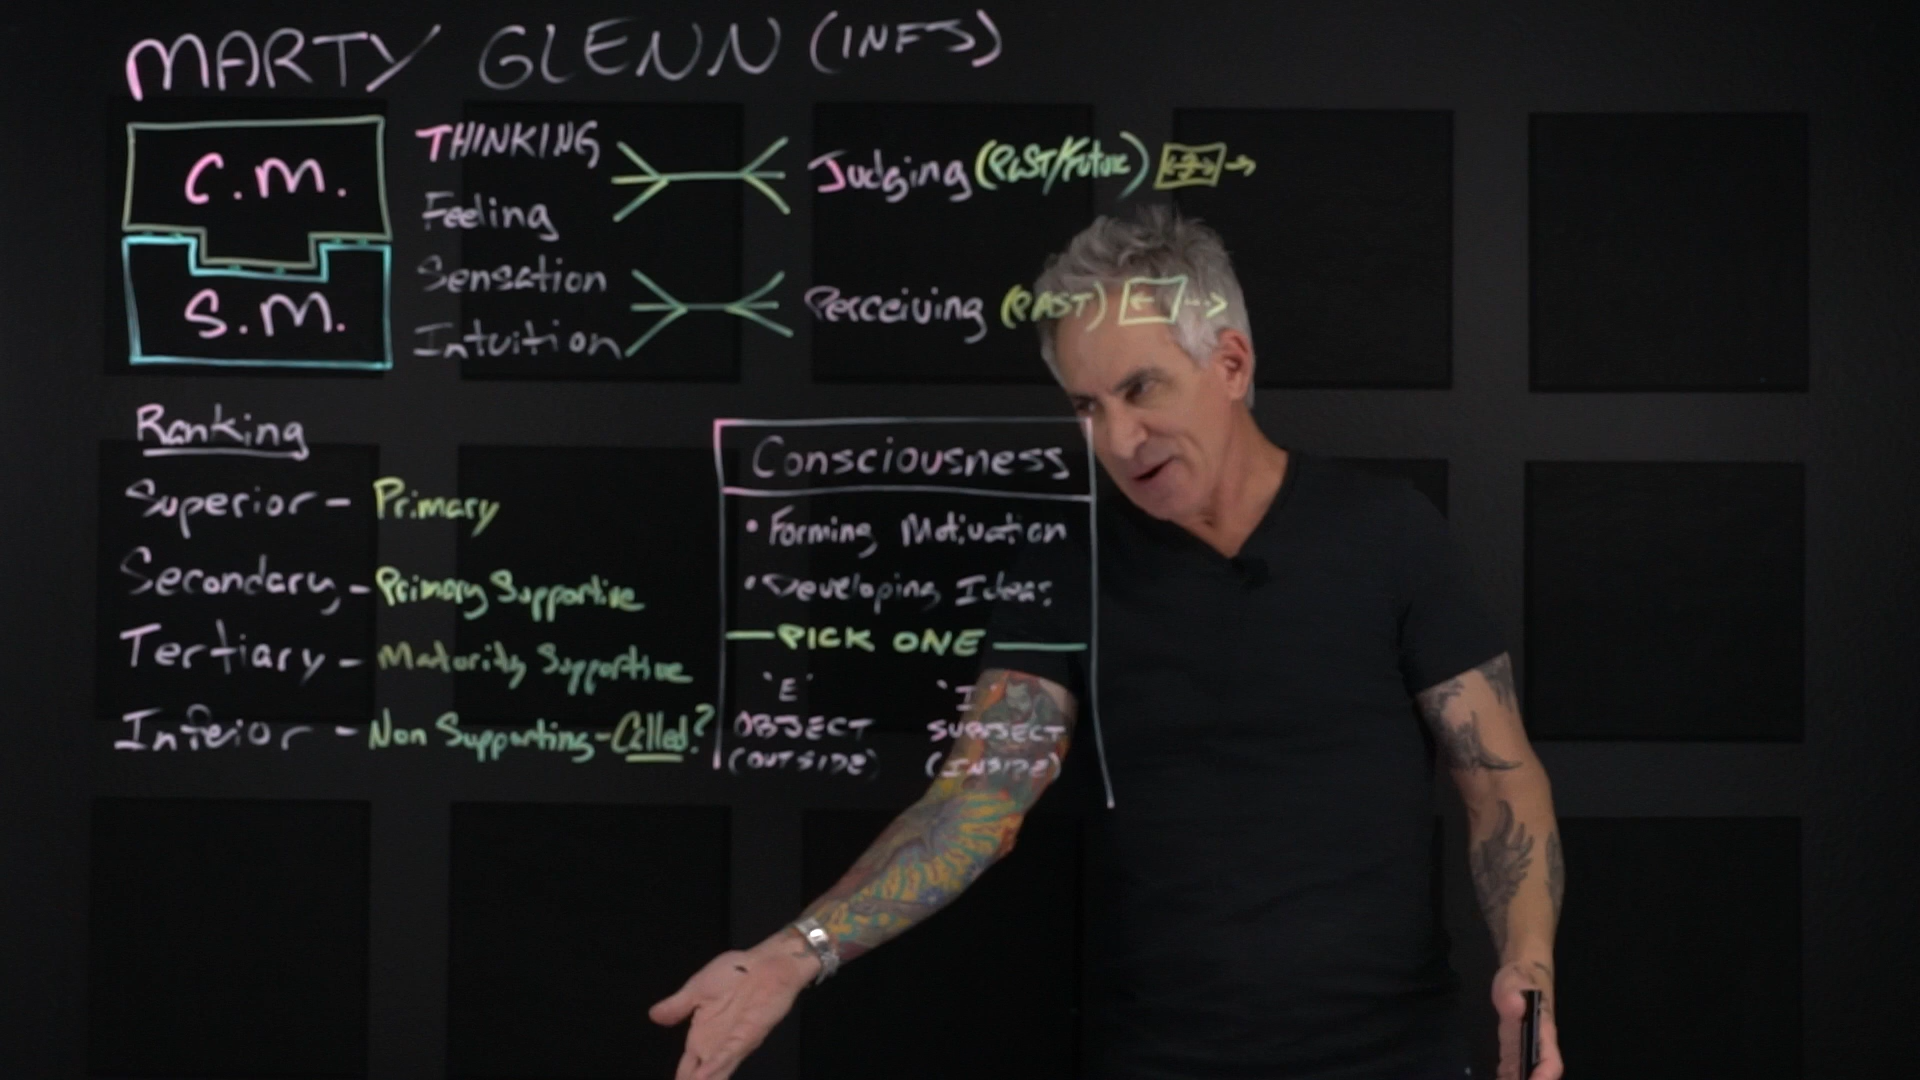 MARTY GLENN (INFJ)
C.M.
S.M.
THINKING
Feeling
Sensation
Intuition
Judging (PAST/Future)
Perceiving (PAST)
Ranking
Superior - Primary
Secondary - Primary Supportive
Tertiary - Maturity Supportive
Inferior - Non Supporting - Called?
Consciousness
• Forming Motivation
• Developing Ideas
PICK ONE
'E' 'I'
OBJECT SUBJECT
(OUTSIDE) (INSIDE)